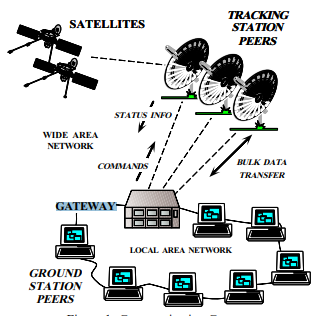 SATELLITES
TRACKING
STATION
PEERS
STATUS INFO
WIDE AREA
NETWORK
COMMANDS
BULK DATA
TRANSFER
GATEWAY
LOCAL AREA NETWORK
GROUND
STATION
PEERS